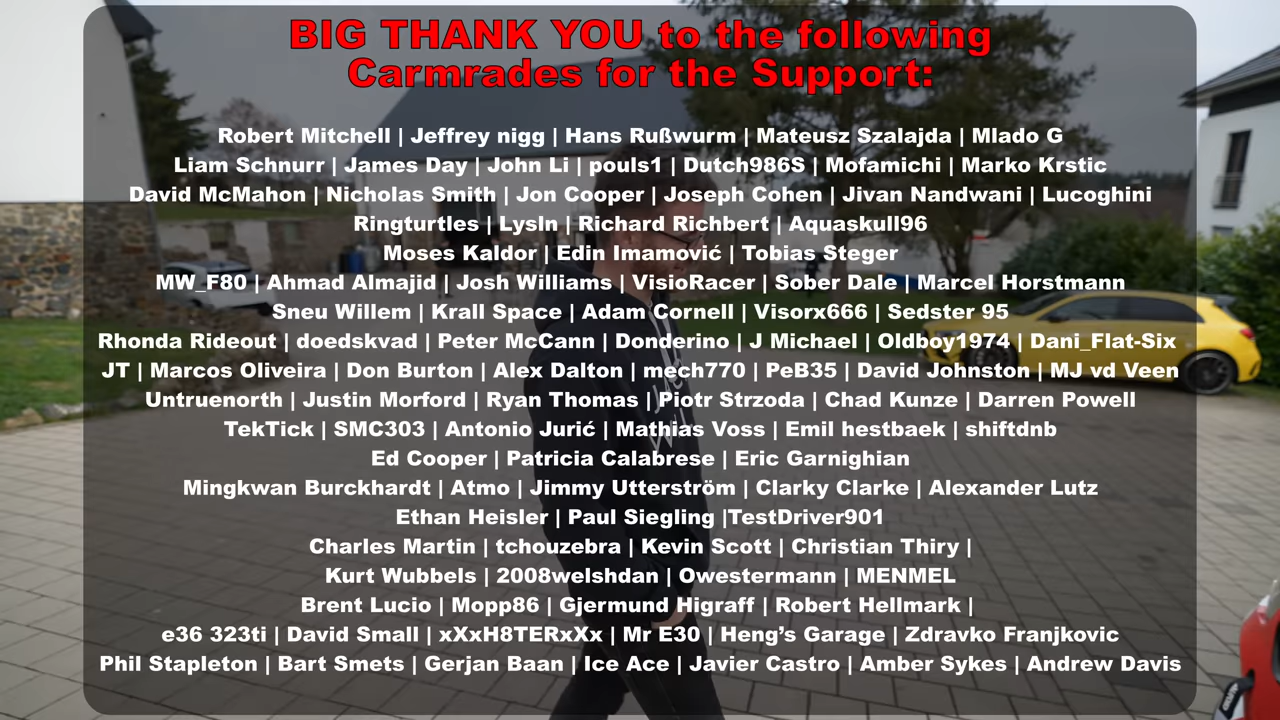 BIG THANK YOU to the following
Carmrades for the Support:
Robert Mitchell | Jeffrey nigg | Hans Rußwurm | Mateusz Szalajda | Mlado G
Liam Schnurr | James Day | John Li | pouls1 | Dutch986S | Mofamichi | Marko Krstic
David McMahon | Nicholas Smith | Jon Cooper | Joseph Cohen | Jivan Nandwani | Lucoghini
Ringturtles | Lysln | Richard Richbert | Aquaskull96
Moses Kaldor | Edin Imamović | Tobias Steger
MW_F80 | Ahmad Almajid | Josh Williams | VisioRacer | Sober Dale | Marcel Horstmann
Sneu Willem | Krall Space | Adam Cornell | Visorx666 | Sedster 95
Rhonda Rideout | doedskvad | Peter McCann | Donderino | J Michael | Oldboy1974 | Dani_Flat-Six
JT | Marcos Oliveira | Don Burton | Alex Dalton | mech770 | PeB35 | David Johnston | MJ vd Veen
Untruenorth | Justin Morford | Ryan Thomas | Piotr Strzoda | Chad Kunze | Darren Powell
TekTick | SMC303 | Antonio Jurić | Mathias Voss | Emil hestbaek | shiftdnb
Ed Cooper | Patricia Calabrese | Eric Garnighian
Mingkwan Burckhardt | Atmo | Jimmy Utterström | Clarky Clarke | Alexander Lutz
Ethan Heisler | Paul Siegling |TestDriver901
Charles Martin | tchouzebra | Kevin Scott | Christian Thiry |
Kurt Wubbels | 2008welshdan | Owestermann | MENMEL
Brent Lucio | Mopp86 | Gjermund Higraff | Robert Hellmark |
e36 323ti | David Small | xXxH8TERxXx | Mr E30 | Heng’s Garage | Zdravko Franjkovic
Phil Stapleton | Bart Smets | Gerjan Baan | Ice Ace | Javier Castro | Amber Sykes | Andrew Davis